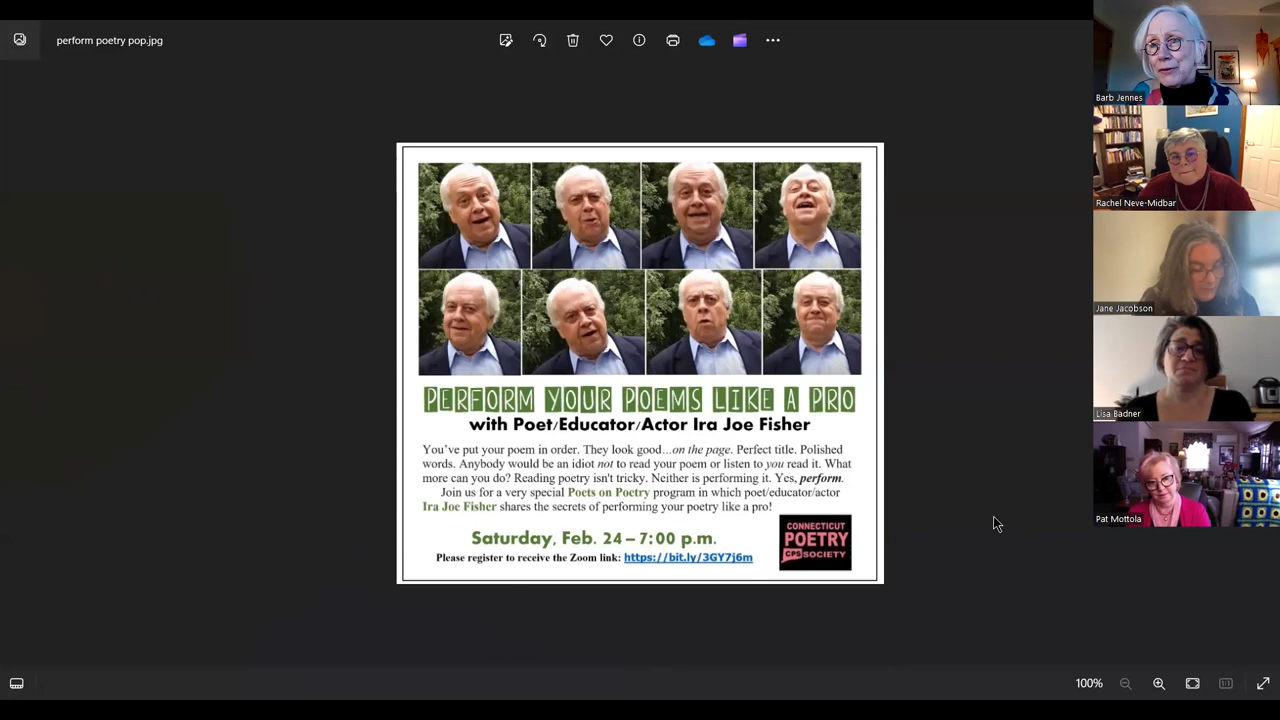 perform poetry pop.jpg
Barb Jennes
Rachel Neve-Midbar
Jane Jacobson
Lisa Badner
Pat Mottola
PERFORM YOUR POEMS LIKE A PRO
with Poet/Educator/Actor Ira Joe Fisher
You've put your poem in order. They look good...on the page. Perfect title. Polished
words. Anybody would be an idiot not to read your poem or listen to you read it. What
more can you do? Reading poetry isn't tricky. Neither is performing it. Yes, perform.
Join us for a very special Poets on Poetry program in which poet/educator/actor
Ira Joe Fisher shares the secrets of performing your poetry like a pro!
Saturday, Feb. 24 – 7:00 p.m.
Please register to receive the Zoom link: https://bit.ly/3GY7j6m
CONNECTICUT
POETRY
CPS SOCIETY
100%
1:1